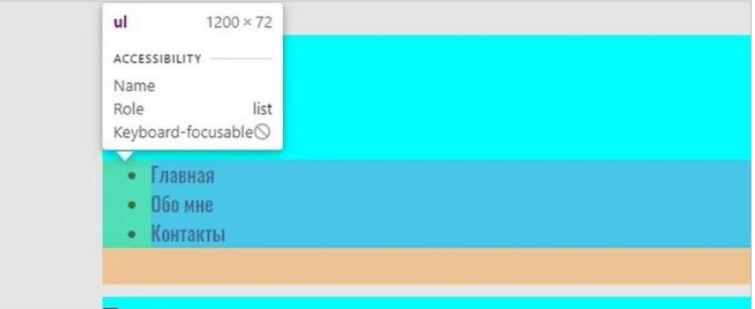 ul 1200 × 72
ACCESSIBILITY
Name
Role list
Keyboard-focusable
Главная
Обо мне
Контакты